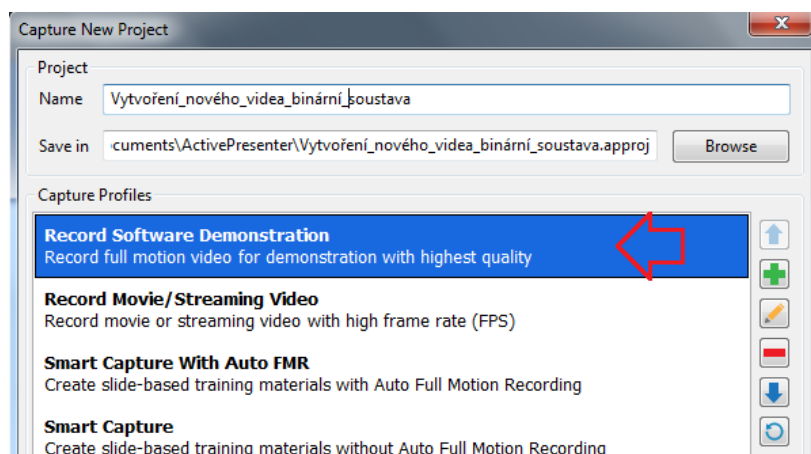 Capture New Project
Project
Name Vytvoření_nového_videa_binární_soustava
Save in cuments\ActivePresenter\Vytvoření_nového_videa_binární_soustava.approj Browse
Capture Profiles
Record Software Demonstration
Record full motion video for demonstration with highest quality
Record Movie/Streaming Video
Record movie or streaming video with high frame rate (FPS)
Smart Capture With Auto FMR
Create slide-based training materials with Auto Full Motion Recording
Smart Capture
Create slide-based training materials without Auto Full Motion Recording